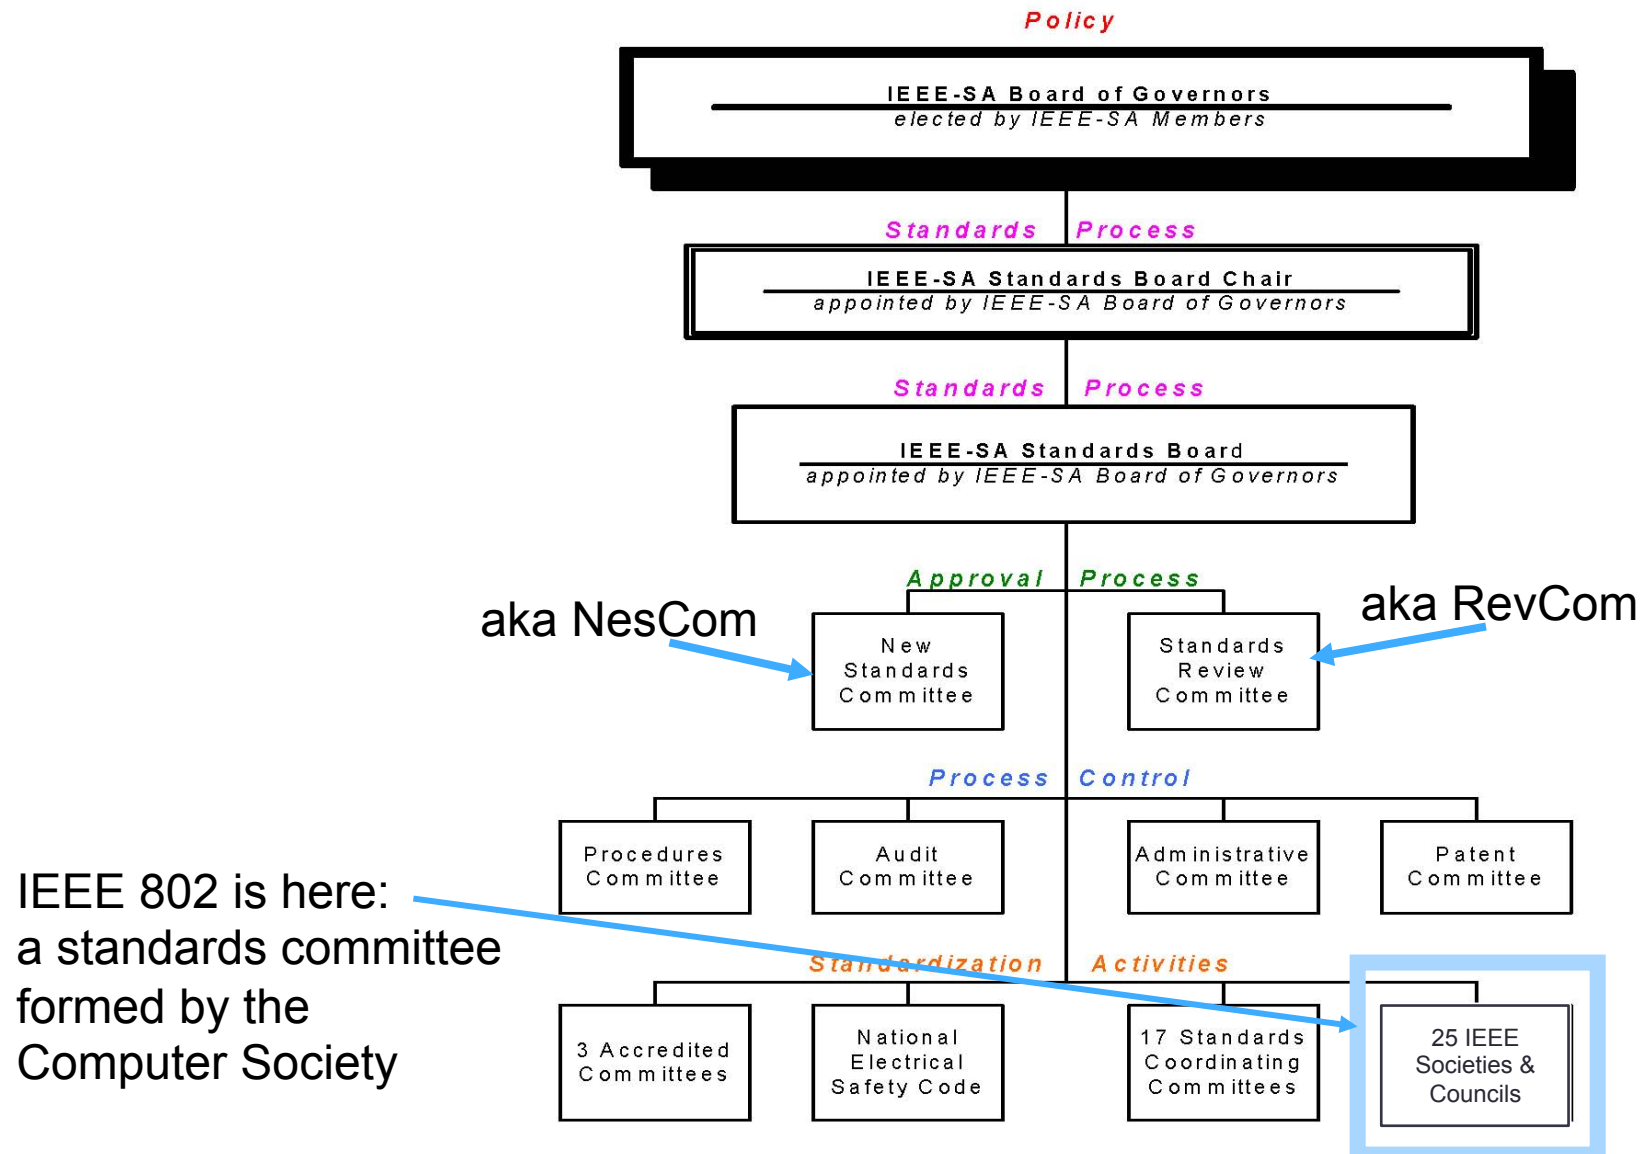 Policy
IEEE-SA Board of Governors
elected by IEEE-SA Members
Standards Process
IEEE-SA Standards Board Chair
appointed by IEEE-SA Board of Governors
Standards Process
IEEE-SA Standards Board
appointed by IEEE-SA Board of Governors
Approval Process
aka NesCom
aka RevCom
New
Standards
Committee
Standards
Review
Committee
Process Control
Procedures
Committee
Audit
Committee
Administrative
Committee
Patent
Committee
IEEE 802 is here:
a standards committee
formed by the
Computer Society
Standardization Activities
3 Accredited
Committees
National
Electrical
Safety Code
17 Standards
Coordinating
Committees
25 IEEE
Societies &
Councils